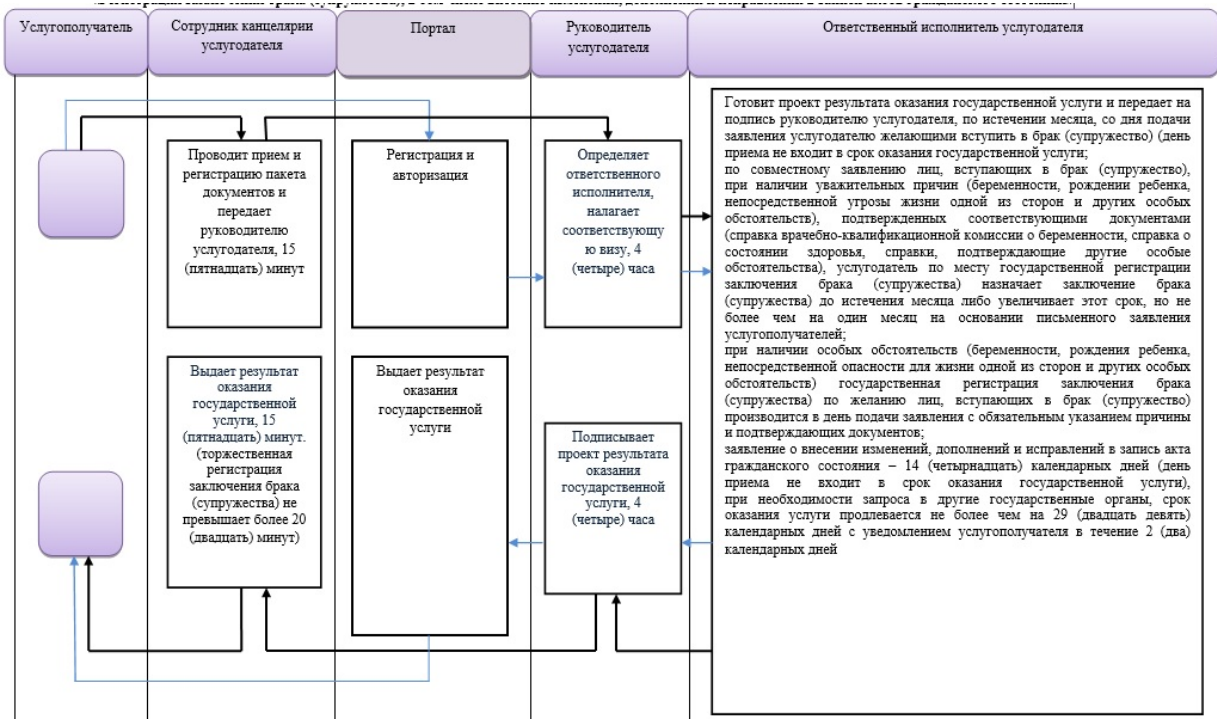 Услугополучатель
Сотрудник канцелярии
услугодателя
Портал
Руководитель
услугодателя
Ответственный исполнитель услугодателя
Проводит прием и
регистрацию пакета
документов и
передает
руководителю
услугодателя, 15
(пятнадцать) минут
Регистрация и
авторизация
Определяет
ответственного
исполнителя,
налагает
соответствующу
ю визу, 4
(четыре) часа
Готовит проект результата оказания государственной услуги и передает на
подпись руководителю услугодателя, по истечении месяца, со дня подачи
заявления услугодателю желающими вступить в брак (супружество) (день
приема не входит в срок оказания государственной услуги;
по совместному заявлению лиц, вступающих в брак (супружество),
при наличии уважительных причин (беременности, рождении ребенка,
непосредственной угрозы жизни одной из сторон и других особых
обстоятельств), подтвержденных соответствующими документами
(справка врачебно-квалификационной комиссии о беременности, справка о
состоянии здоровья, справки, подтверждающие другие особые
обстоятельства), услугодатель по месту государственной регистрации
заключения брака (супружества) назначает заключение брака
(супружества) до истечения месяца либо увеличивает этот срок, но не
более чем на один месяц на основании письменного заявления
услугополучателей;
при наличии особых обстоятельств (беременности, рождения ребенка,
непосредственной опасности для жизни одной из сторон и других особых
обстоятельств) государственная регистрация заключения брака
(супружества) по желанию лиц, вступающих в брак (супружество)
производится в день подачи заявления с обязательным указанием причины
и подтверждающих документов;
заявление о внесении изменений, дополнений и исправлений в запись акта
гражданского состояния – 14 (четырнадцать) календарных дней (день
приема не входит в срок оказания государственной услуги),
при необходимости запроса в другие государственные органы, срок
оказания услуги продлевается не более чем на 29 (двадцать девять)
календарных дней с уведомлением услугополучателя в течение 2 (два)
календарных дней
Выдает результат
оказания
государственной
услуги, 15
(пятнадцать) минут.
(торжественная
регистрация
заключения брака
(супружества) не
превышает более 20
(двадцать) минут)
Выдает результат
оказания
государственной
услуги
Подписывает
проект результата
оказания
государственной
услуги, 4
(четыре) часа